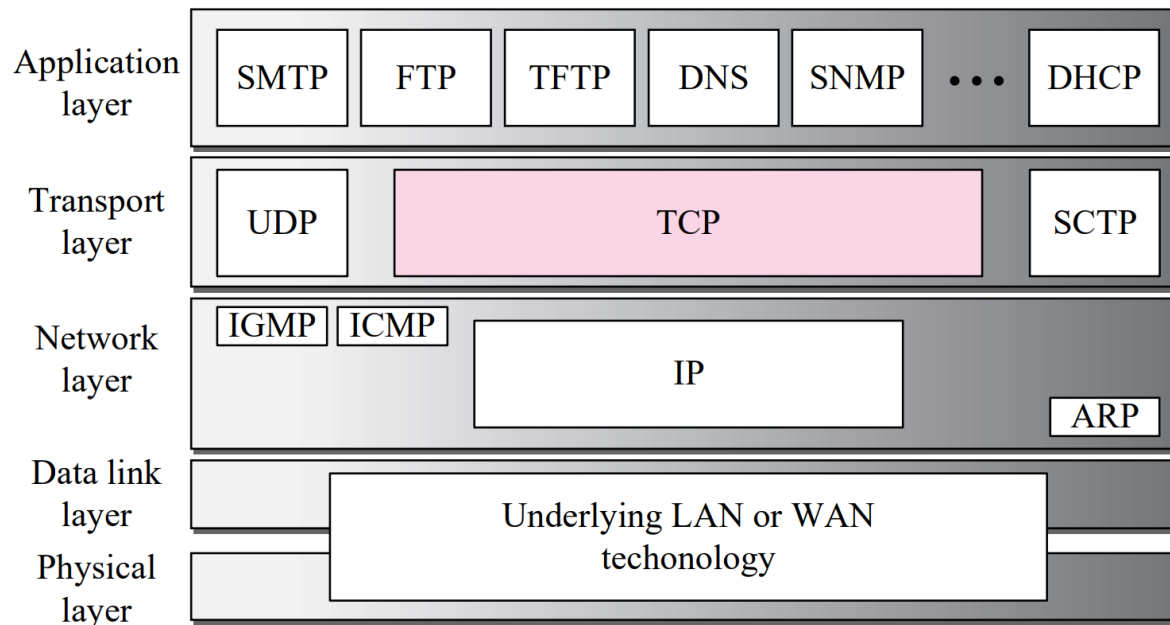 Application
layer
SMTP FTP TFTP DNS SNMP ••• DHCP
Transport
layer
UDP TCP SCTP
Network
layer
IGMP ICMP
IP
ARP
Data link
layer
Underlying LAN or WAN
techonology
Physical
layer